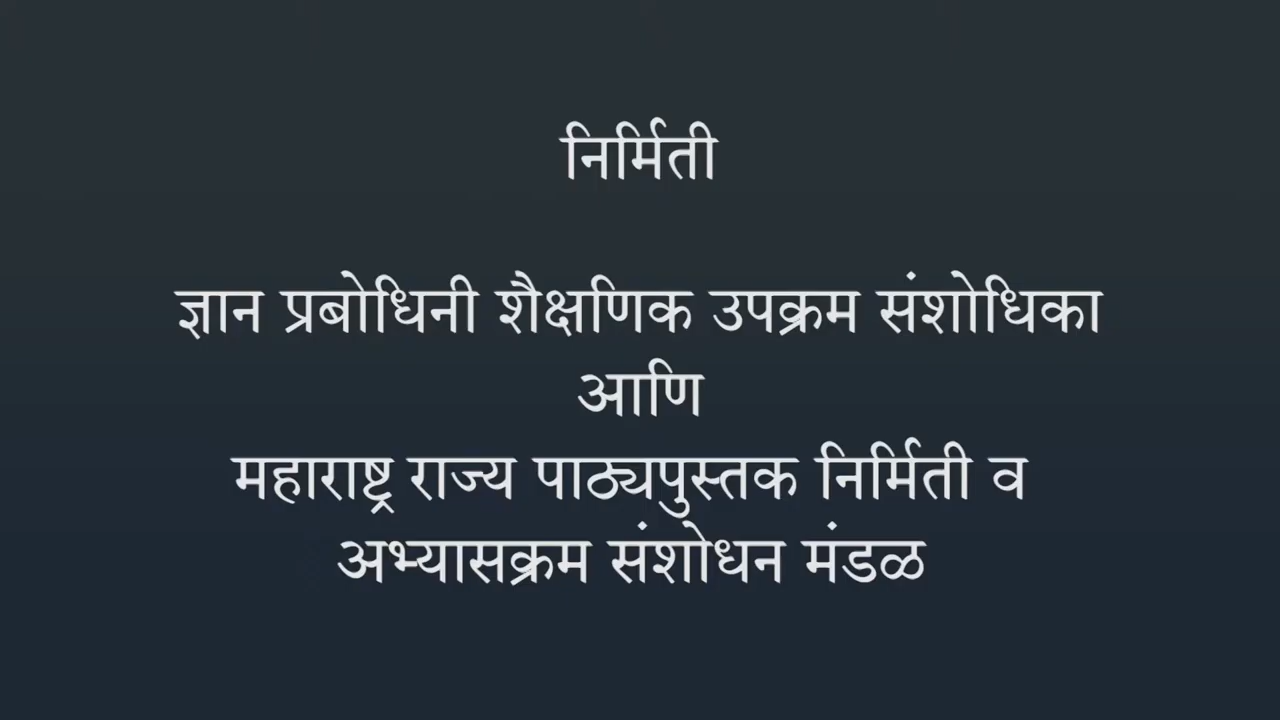 निर्मिती
ज्ञान प्रबोधिनी शैक्षणिक उपक्रम संशोधिका
आणि
महाराष्ट्र राज्य पाठ्यपुस्तक निर्मिती व
अभ्यासक्रम संशोधन मंडळ